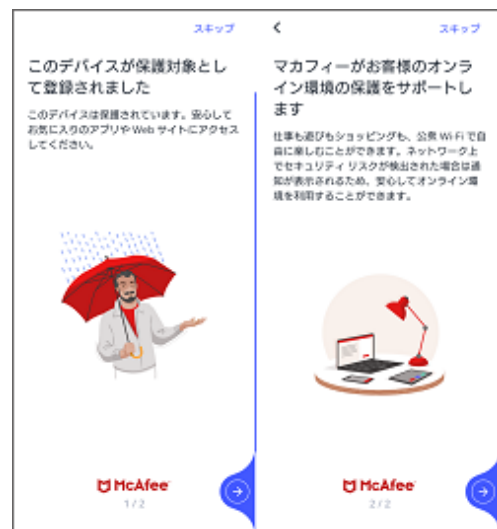 スキップ
このデバイスが保護対象とし
て登録されました
このデバイスは保護されています。安心して
お気に入りのアプリや Web サイトにアクセス
してください。
McAfee
1 / 2
スキップ
マカフィーがお客様のオンラ
イン環境の保護をサポートし
ます
仕事も遊びもショッピングも、公衆 Wi-Fi で自
由に楽しむことができます。ネットワーク上
でセキュリティ リスクが検出された場合は通
知が表示されるため、安心してオンライン環
境を利用することができます。
McAfee
2 / 2